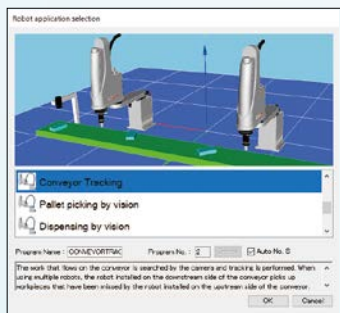 Robot application selection
Conveyor Tracking
Pallet picking by vision
Dispensing by vision
Program Name : CONVEYORTRAC Program No. : 2 Auto No. S
The work that flows on the conveyor is searched by the camera and tracking is performed. When
using multiple robots, the robot installed on the downstream side of the conveyor picks up
workpieces that have been missed by the robot installed on the upstream side of the conveyor.
OK Cancel